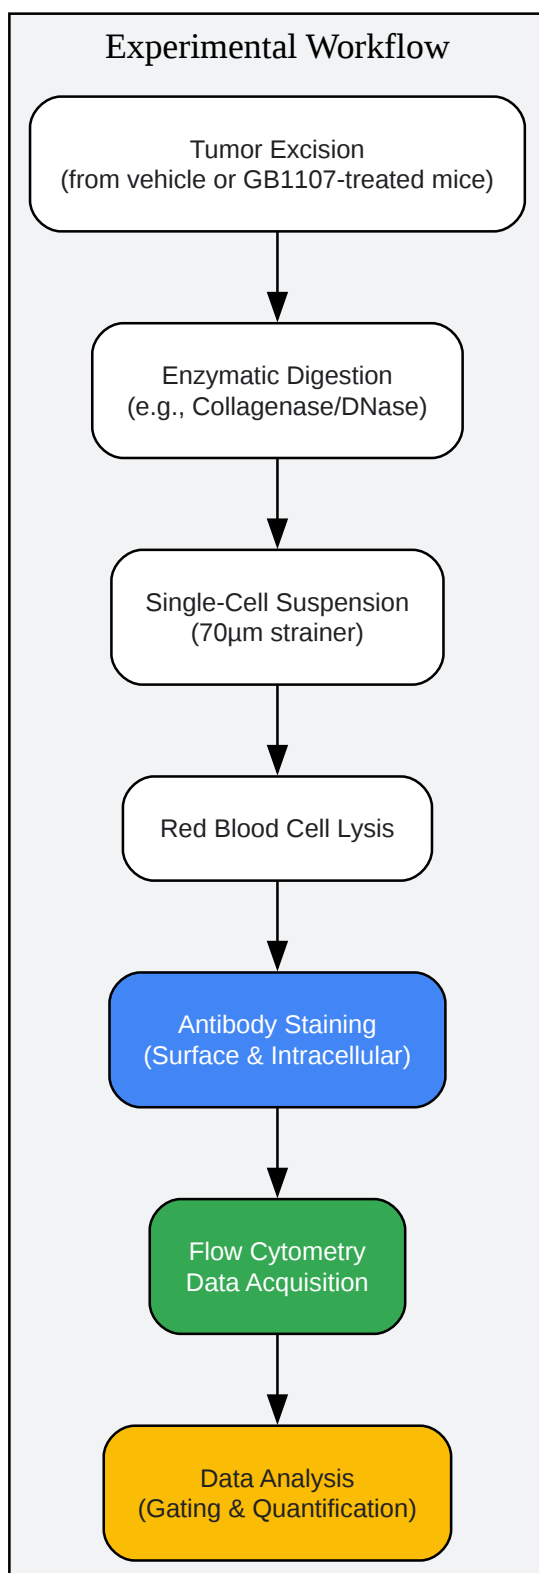 Experimental Workflow
Tumor Excision
(from vehicle or GB1107-treated mice)
Enzymatic Digestion
(e.g., Collagenase/DNase)
Single-Cell Suspension
(70µm strainer)
Red Blood Cell Lysis
Antibody Staining
(Surface & Intracellular)
Flow Cytometry
Data Acquisition
Data Analysis
(Gating & Quantification)